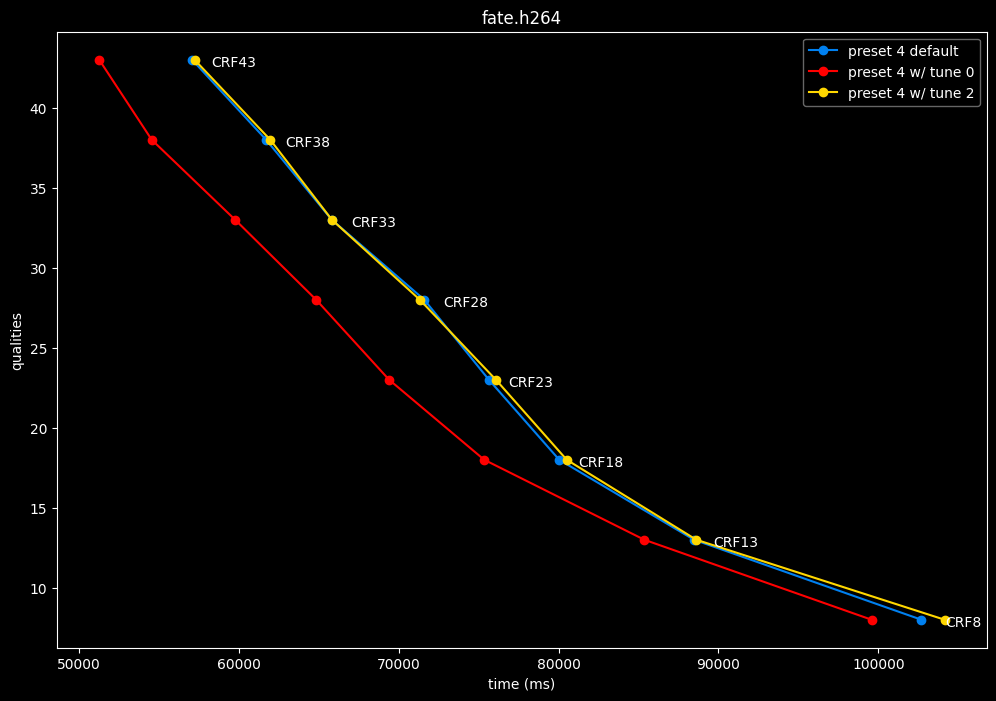 fate.h264
preset 4 default
preset 4 w/ tune 0
preset 4 w/ tune 2
CRF43
CRF38
CRF33
CRF28
CRF23
CRF18
CRF13
CRF8
qualities
40
35
30
25
20
15
10
50000
60000
70000
80000
90000
100000
time (ms)